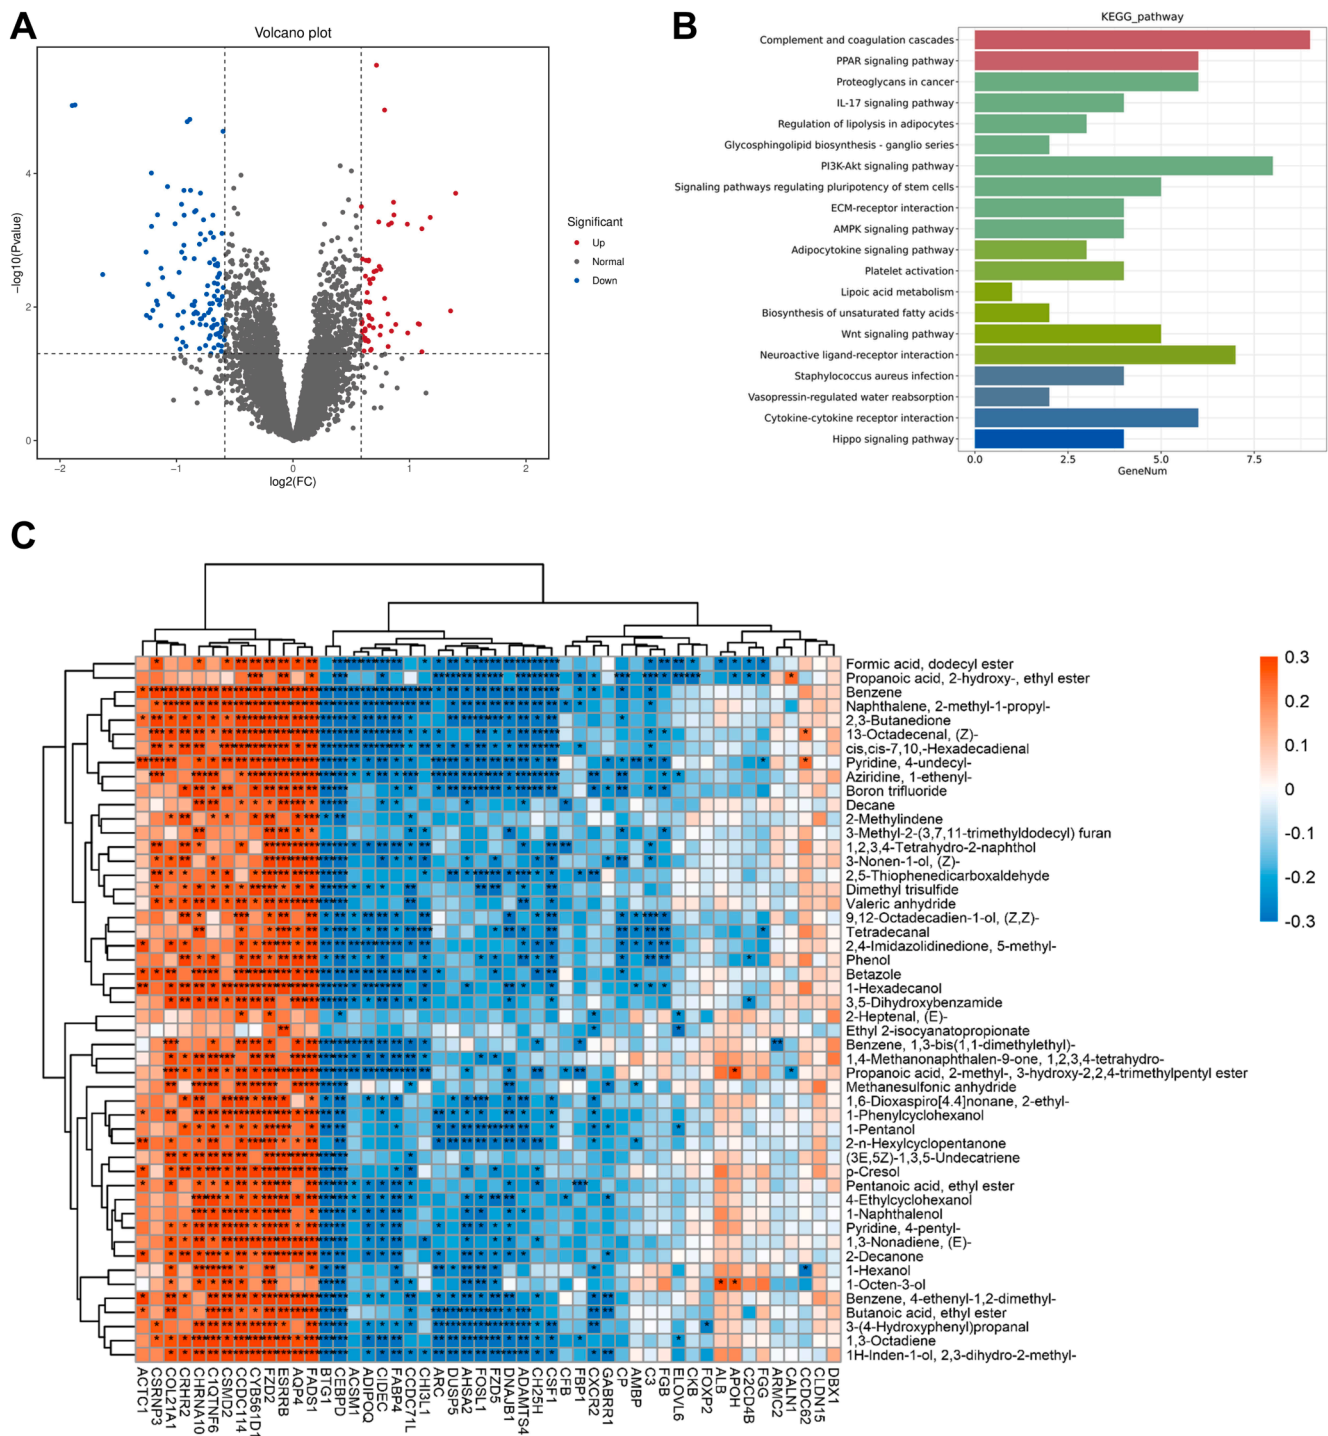 A
Volcano plot
−log10(Pvalue)
4
2
0
−2
−1
0
1
2
log2(FC)
Significant
Up
Normal
Down
B
KEGG_pathway
Complement and coagulation cascades
PPAR signaling pathway
Proteoglycans in cancer
IL-17 signaling pathway
Regulation of lipolysis in adipocytes
Glycosphingolipid biosynthesis - ganglio series
PI3K-Akt signaling pathway
Signaling pathways regulating pluripotency of stem cells
ECM-receptor interaction
AMPK signaling pathway
Adipocytokine signaling pathway
Platelet activation
Lipoic acid metabolism
Biosynthesis of unsaturated fatty acids
Wnt signaling pathway
Neuroactive ligand-receptor interaction
Staphylococcus aureus infection
Vasopressin-regulated water reabsorption
Cytokine-cytokine receptor interaction
Hippo signaling pathway
0.0
2.5
5.0
7.5
GeneNum
C
Formic acid, dodecyl ester
Propanoic acid, 2-hydroxy-, ethyl ester
Benzene
Naphthalene, 2-methyl-1-propyl-
2,3-Butanedione
13-Octadecenal, (Z)-
cis,cis-7,10,-Hexadecadienal
Pyridine, 4-undecyl-
Aziridine, 1-ethenyl-
Boron trifluoride
Decane
2-Methylindene
3-Methyl-2-(3,7,11-trimethyldodecyl) furan
1,2,3,4-Tetrahydro-2-naphthol
3-Nonen-1-ol, (Z)-
2,5-Thiophenedicarboxaldehyde
Dimethyl trisulfide
Valeric anhydride
9,12-Octadecadien-1-ol, (Z,Z)-
Tetradecanal
2,4-Imidazolidinedione, 5-methyl-
Phenol
Betazole
1-Hexadecanol
3,5-Dihydroxybenzamide
2-Heptenal, (E)-
Ethyl 2-isocyanatopropionate
Benzene, 1,3-bis(1,1-dimethylethyl)-
1,4-Methanonaphthalen-9-one, 1,2,3,4-tetrahydro-
Propanoic acid, 2-methyl-, 3-hydroxy-2,2,4-trimethylpentyl ester
Methanesulfonic anhydride
1,6-Dioxaspiro[4.4]nonane, 2-ethyl-
1-Phenylcyclohexanol
1-Pentanol
2-n-Hexylcyclopentanone
(3E,5Z)-1,3,5-Undecatriene
p-Cresol
Pentanoic acid, ethyl ester
4-Ethylcyclohexanol
1-Naphthalenol
Pyridine, 4-pentyl-
1,3-Nonadiene, (E)-
2-Decanone
1-Hexanol
1-Octen-3-ol
Benzene, 4-ethenyl-1,2-dimethyl-
Butanoic acid, ethyl ester
3-(4-Hydroxyphenyl)propanal
1,3-Octadiene
1H-Inden-1-ol, 2,3-dihydro-2-methyl-
0.3
0.2
0.1
0
-0.1
-0.2
-0.3
ACTC1
CSRNP3
COL21A1
CRHR2
CHRNA10
C1QTNF6
CSMD2
CCDC114
CYB561D1
FZD2
ESRRB
AQP4
FADS1
BTG1
CEBPD
ACSM1
ADIPOQ
CIDEC
FABP4
CCDC71L
CHI3L1
ARC
DUSP5
AHSA2
FOSL1
FZD5
DNAJB1
ADAMTS4
CH25H
CSF1
CFB
FBP1
CXCR2
GABRR1
CP
AMBP
C3
FGB
ELOVL6
CKB
FOXP2
ALB
APOH
C2CD4B
FGG
ARMC2
CALN1
CCDC62
CLDN15
DBX1